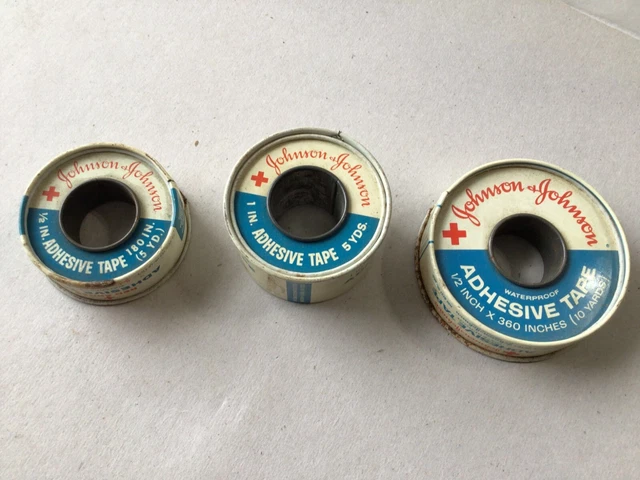 Johnson & Johnson
½ IN. ADHESIVE TAPE 180 IN.
(5 YD.)
ADHESIV
Johnson & Johnson
1 IN. ADHESIVE TAPE 5 YDS.
Johnson & Johnson
WATERPROOF
ADHESIVE TAPE
1/2 INCH X 360 INCHES (10 YARDS)